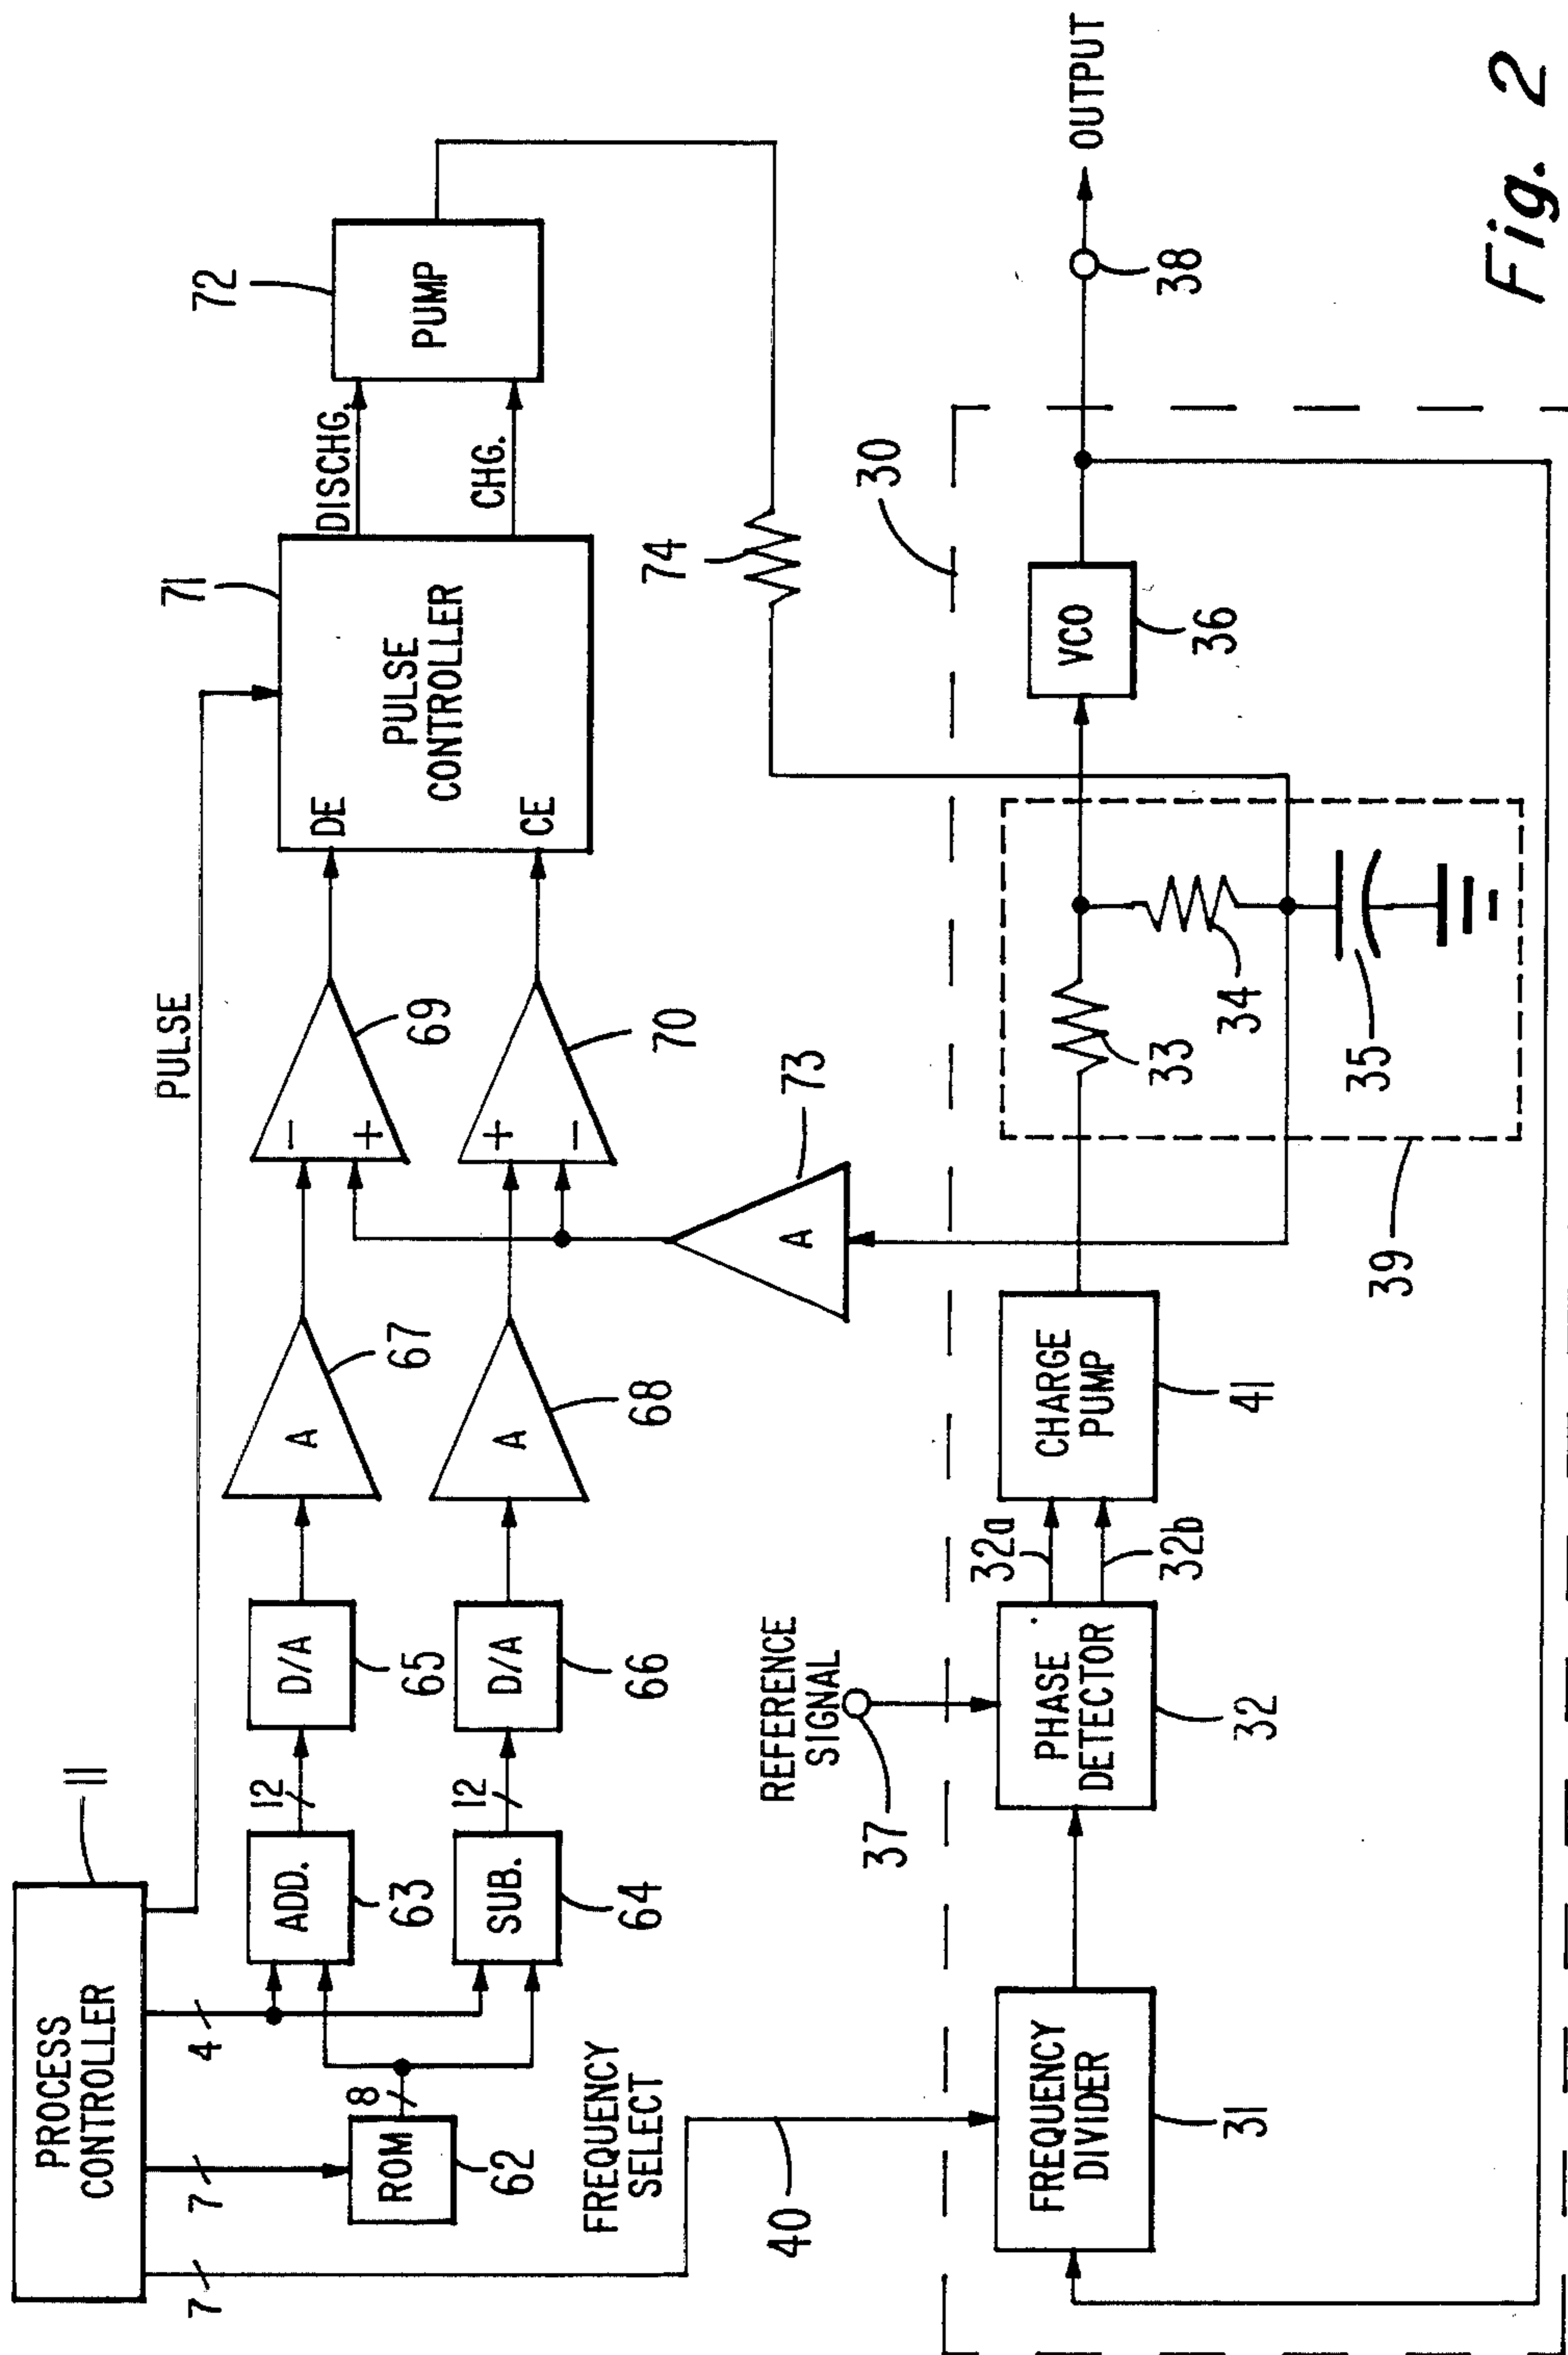 PROCESS
CONTROLLER
11
PULSE
7
7
4
ROM
62
8
ADD.
63
SUB.
64
12
12
D/A
65
D/A
66
A
67
A
68
-
+
69
+
-
70
DE
CE
PULSE
CONTROLLER
71
DISCHG.
CHG.
PUMP
72
A
73
74
FREQUENCY
SELECT
40
REFERENCE
SIGNAL
37
30
FREQUENCY
DIVIDER
31
PHASE
DETECTOR
32
32a
32b
CHARGE
PUMP
41
33
34
35
39
VCO
36
38
OUTPUT
Fig. 2